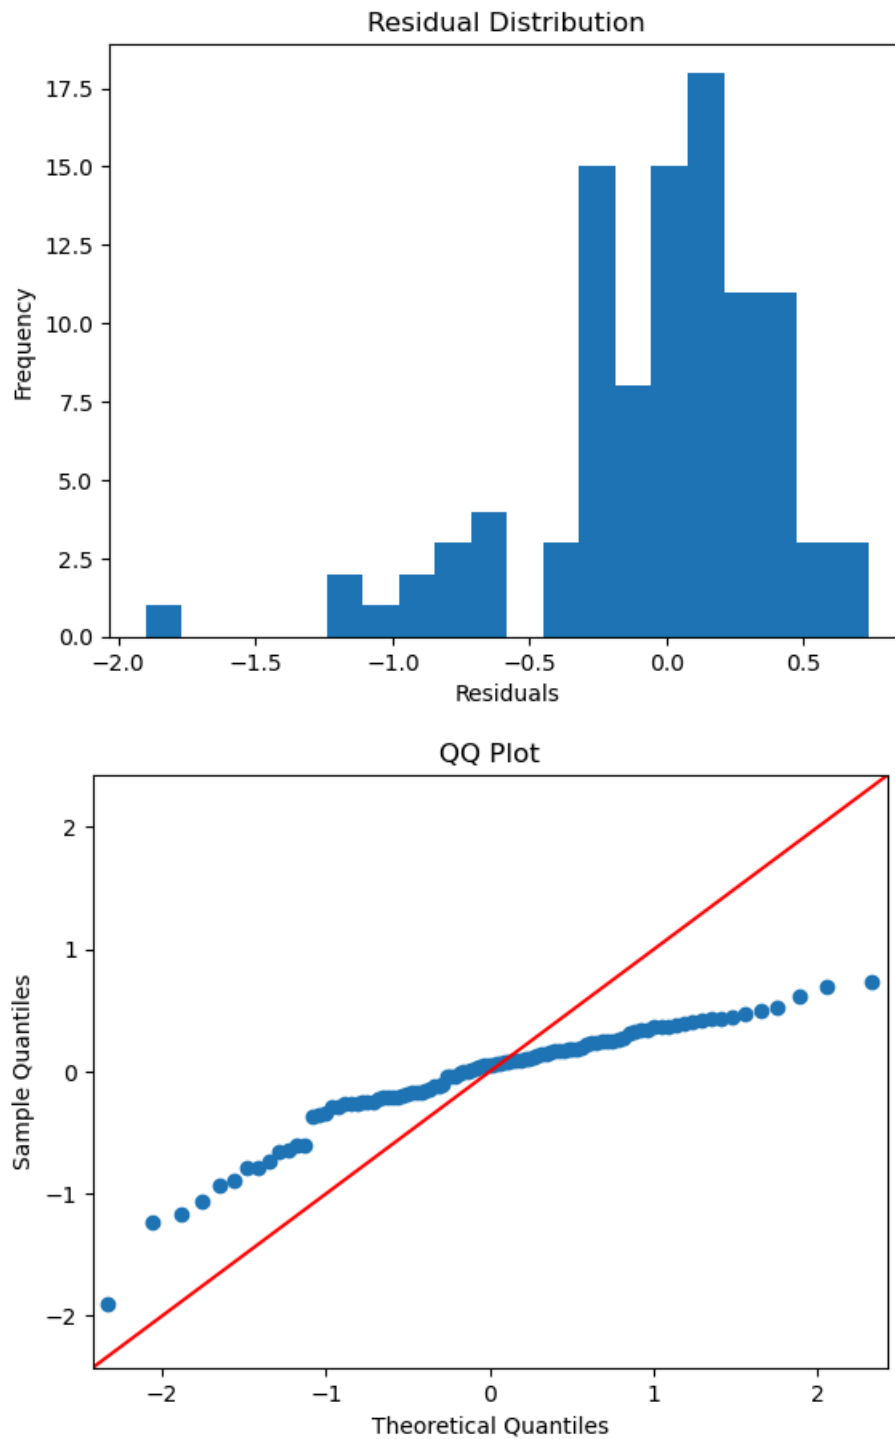 Residual Distribution
17.5
15.0
12.5
10.0
7.5
5.0
2.5
0.0
Frequency
−2.0 −1.5 −1.0 −0.5 0.0 0.5
Residuals
QQ Plot
2
1
0
−1
−2
Sample Quantiles
−2 −1 0 1 2
Theoretical Quantiles